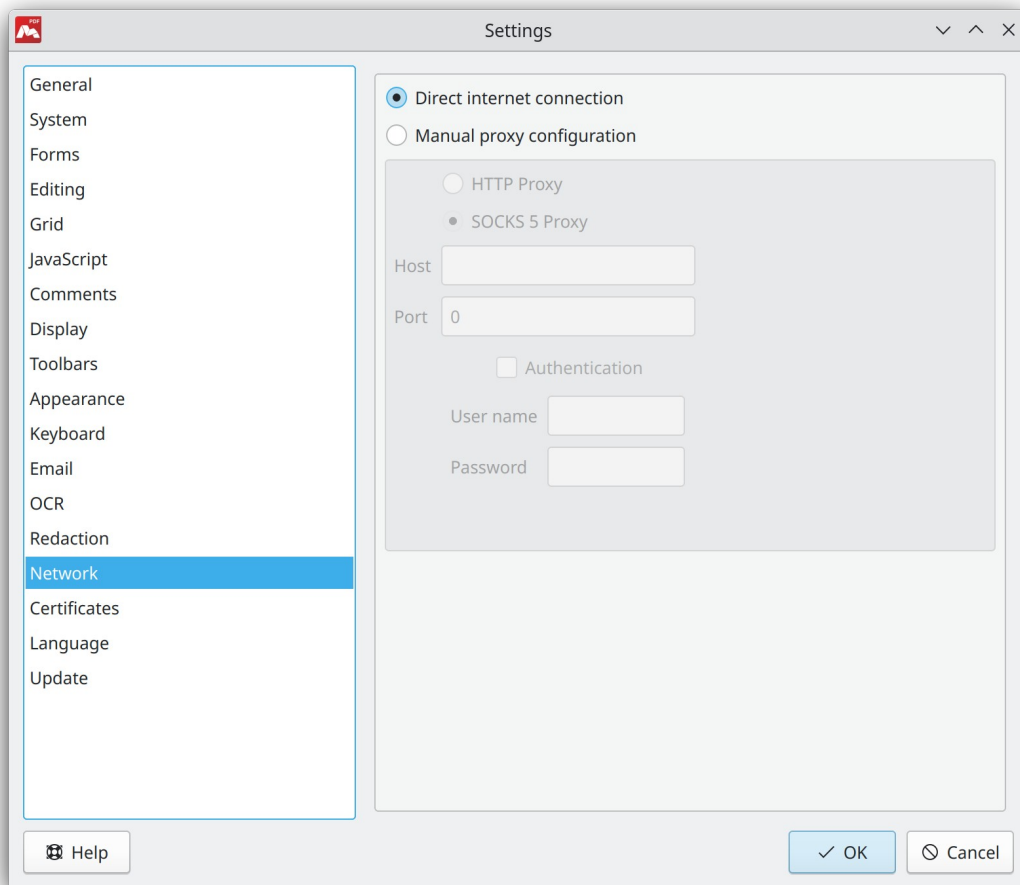 PDF
Settings
General
System
Forms
Editing
Grid
JavaScript
Comments
Display
Toolbars
Appearance
Keyboard
Email
OCR
Redaction
Network
Certificates
Language
Update
Direct internet connection
Manual proxy configuration
HTTP Proxy
SOCKS 5 Proxy
Host
Port 0
Authentication
User name
Password
Help
OK
Cancel